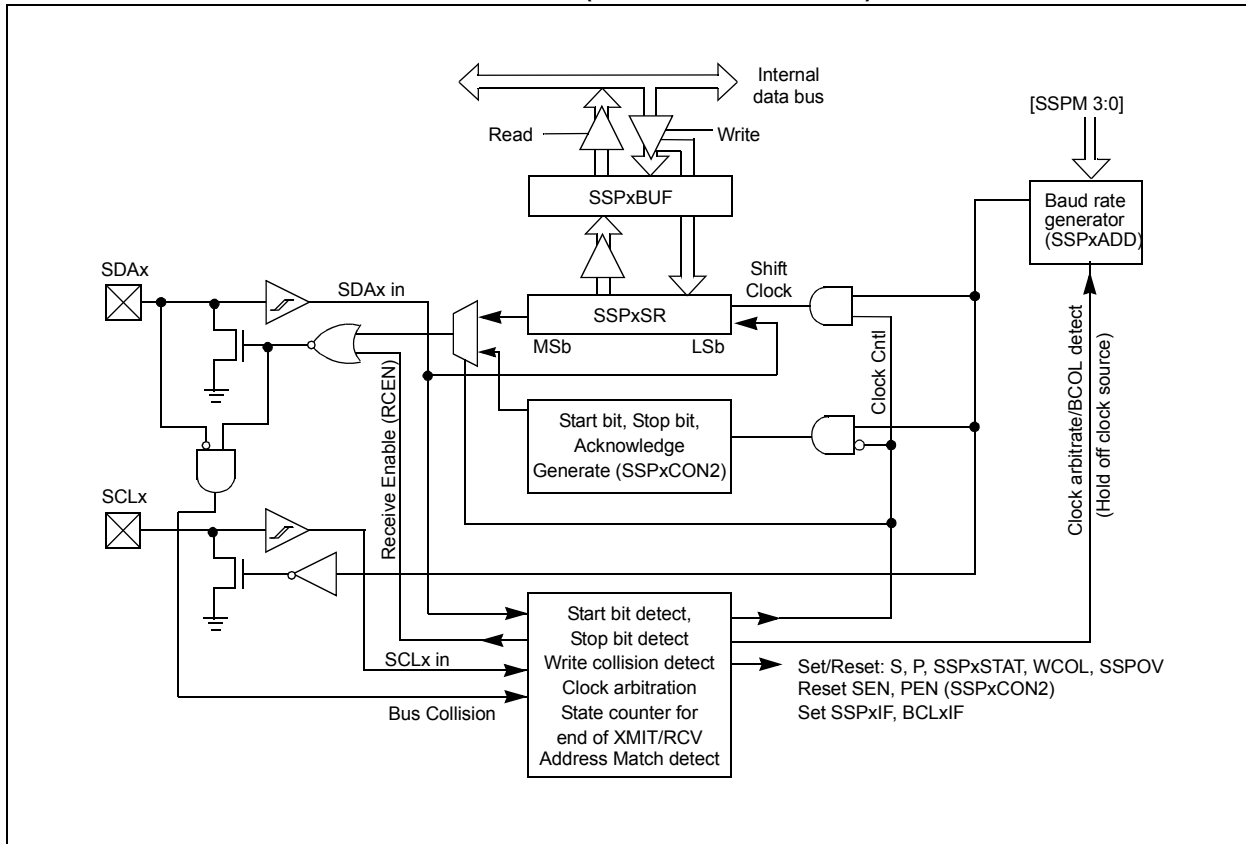 Internal
data bus
[SSPM 3:0]
Read
Write
SSPxBUF
Baud rate
generator
(SSPxADD)
SDAx
SDAx in
Shift
Clock
SSPxSR
MSb
LSb
Clock Cntl
Receive Enable (RCEN)
Start bit, Stop bit,
Acknowledge
Generate (SSPxCON2)
Clock arbitrate/BCOL detect
(Hold off clock source)
SCLx
SCLx in
Bus Collision
Start bit detect,
Stop bit detect
Write collision detect
Clock arbitration
State counter for
end of XMIT/RCV
Address Match detect
Set/Reset: S, P, SSPxSTAT, WCOL, SSPOV
Reset SEN, PEN (SSPxCON2)
Set SSPxIF, BCLxIF